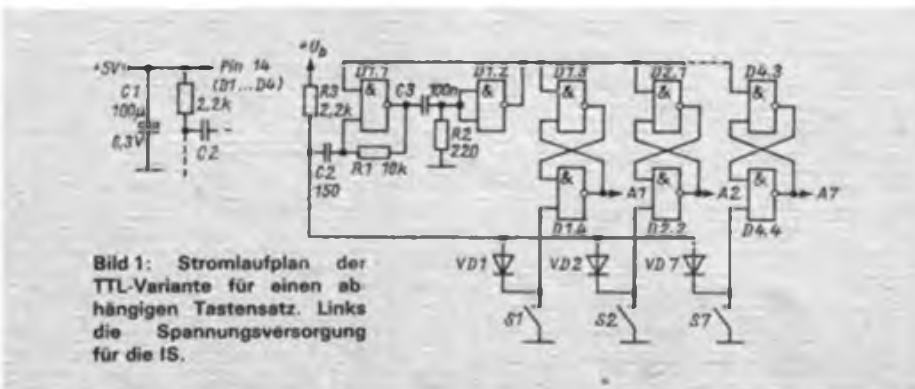 +5V
Pin 14
(D1...D4)
C1
100µ
6,3V
2,2k
C2
+Ub
R3
2,2k
C2
150
D1.1
&
R1 10k
C3
100n
R2
220
D1.2
&
D1.3
&
D2.1
&
D4.3
&
&
D1.4
A1
&
D2.2
A2
&
D4.4
A7
VD1
VD2
VD7
S1
S2
S7
Bild 1: Stromlaufplan der
TTL-Variante für einen ab
hängigen Tastensatz. Links
die Spannungsversorgung
für die IS.